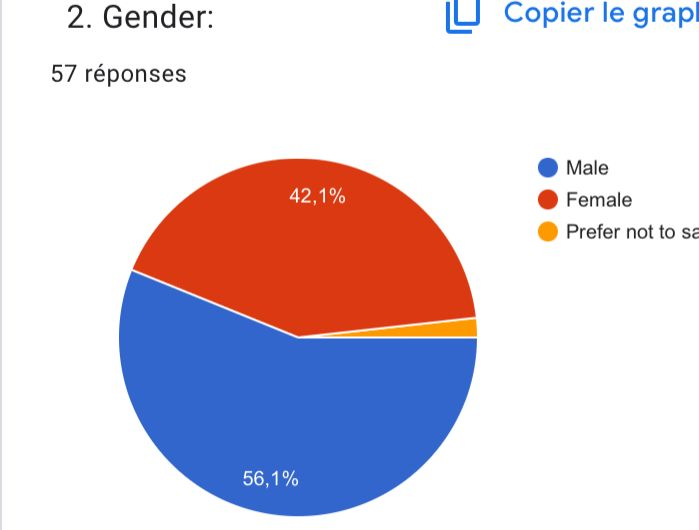 2. Gender:
Copier le grap
57 réponses
42,1%
56,1%
Male
Female
Prefer not to sa